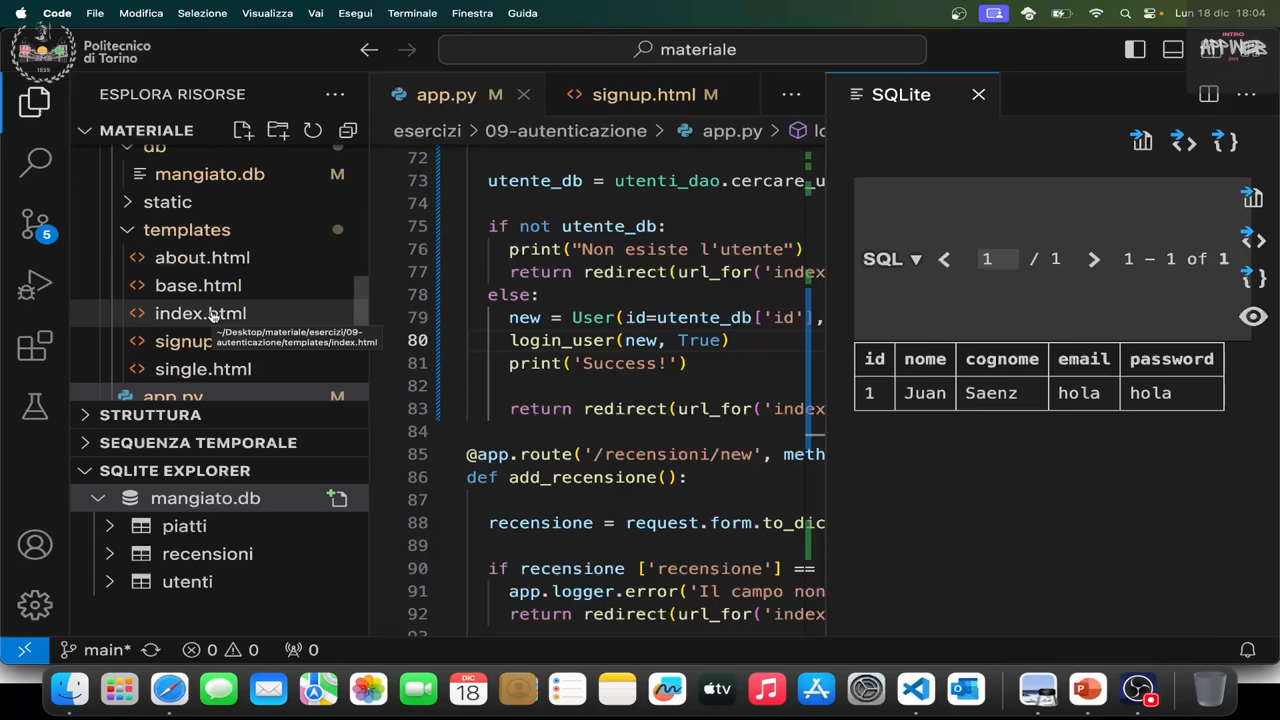 Code File Modifica Selezione Visualizza Vai Esegui Terminale Finestra Guida Lun 18 dic 18:04
Politecnico
di Torino
1859
materiale
INTRO
APPWEB
ESPLORA RISORSE
MATERIALE
db
mangiato.db M
static
templates
about.html
base.html
index.html
~/Desktop/materiale/esercizi/09-
autenticazione/templates/index.html
signup
single.html
app.py M
STRUTTURA
SEQUENZA TEMPORALE
SQLITE EXPLORER
mangiato.db
piatti
recensioni
utenti
app.py M
signup.html M
esercizi > 09-autenticazione > app.py > lo
72
73 utente_db = utenti_dao.cercare_u
74
75 if not utente_db:
76 print("Non esiste l'utente")
77 return redirect(url_for('index
78 else:
79 new = User(id=utente_db['id'],
80 login_user(new, True)
81 print('Success!')
82
83 return redirect(url_for('index
84
85 @app.route('/recensioni/new', meth
86 def add_recensione():
87
88 recensione = request.form.to_dic
89
90 if recensione ['recensione'] ==
91 app.logger.error('Il campo non
92 return redirect(url_for('index
93
SQLite
SQL 1 / 1 1 - 1 of 1
id nome cognome email password
1 Juan Saenz hola hola
5
main* 0 0 0
DIC
18
tv